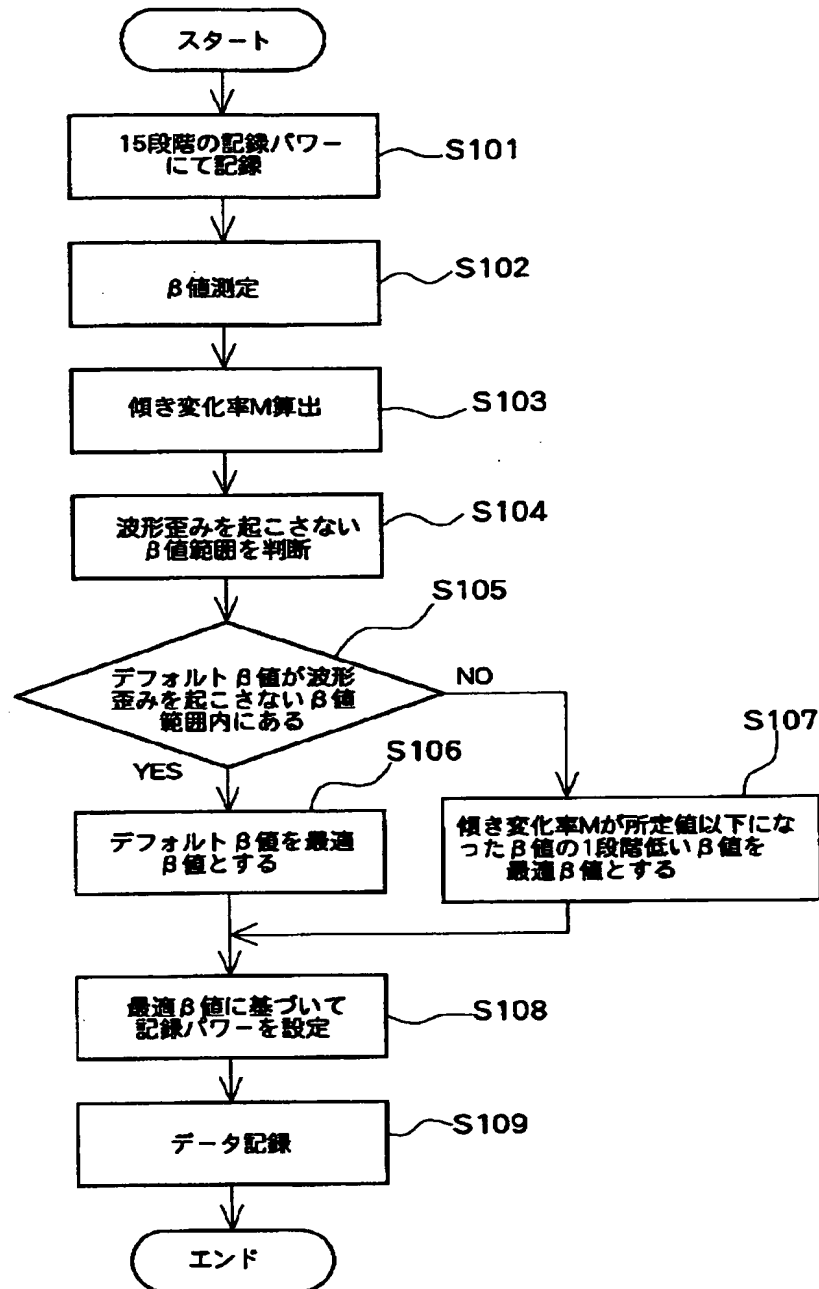 スタート
15段階の記録パワー
にて記録
S101
β値測定
S102
傾き変化率M算出
S103
波形歪みを起こさない
β値範囲を判断
S104
S105
デフォルトβ値が波形
歪みを起こさないβ値
範囲内にある
NO
YES
S106
デフォルトβ値を最適
β値とする
S107
傾き変化率Mが所定値以下にな
ったβ値の1段階低いβ値を
最適β値とする
最適β値に基づいて
記録パワーを設定
S108
データ記録
S109
エンド